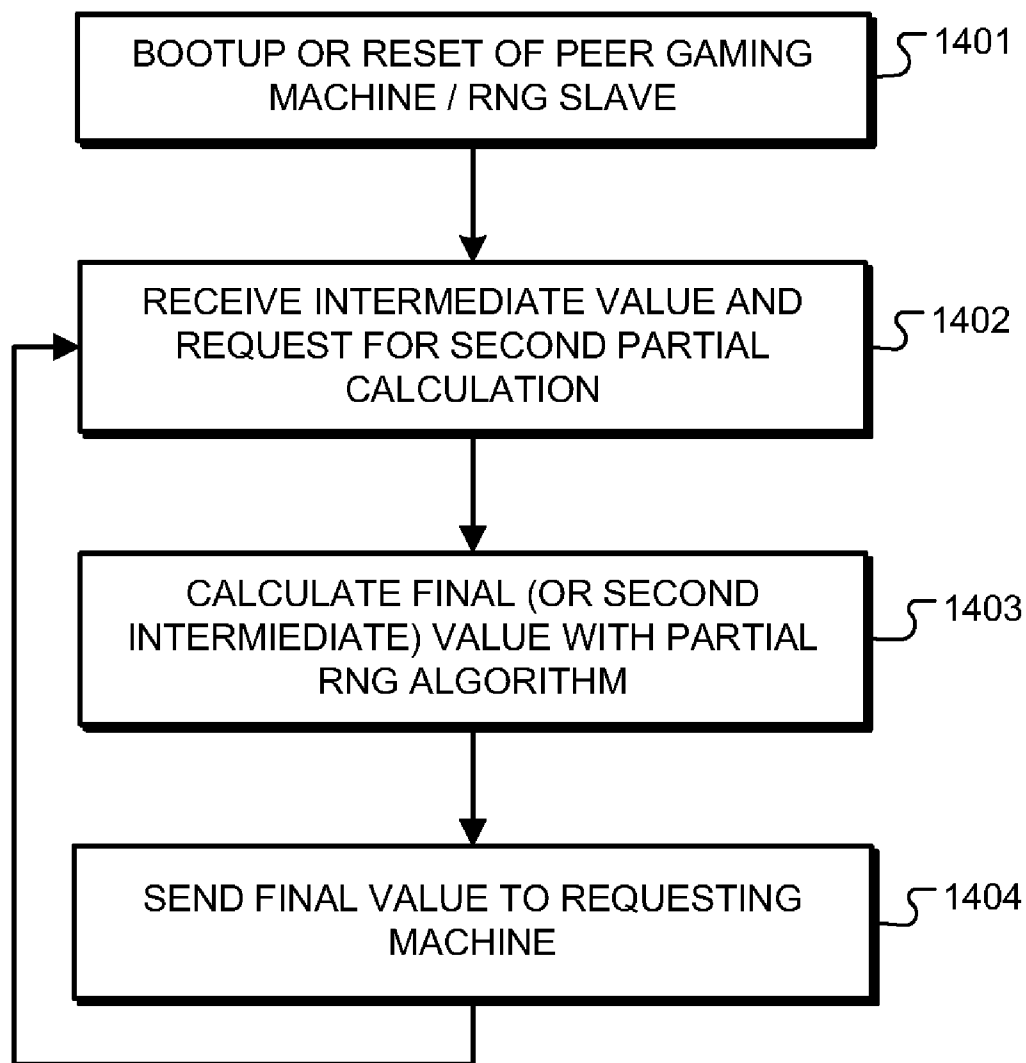 BOOTUP OR RESET OF PEER GAMING
MACHINE / RNG SLAVE
1401
RECEIVE INTERMEDIATE VALUE AND
REQUEST FOR SECOND PARTIAL
CALCULATION
1402
CALCULATE FINAL (OR SECOND
INTERMIEDIATE) VALUE WITH PARTIAL
RNG ALGORITHM
1403
SEND FINAL VALUE TO REQUESTING
MACHINE
1404